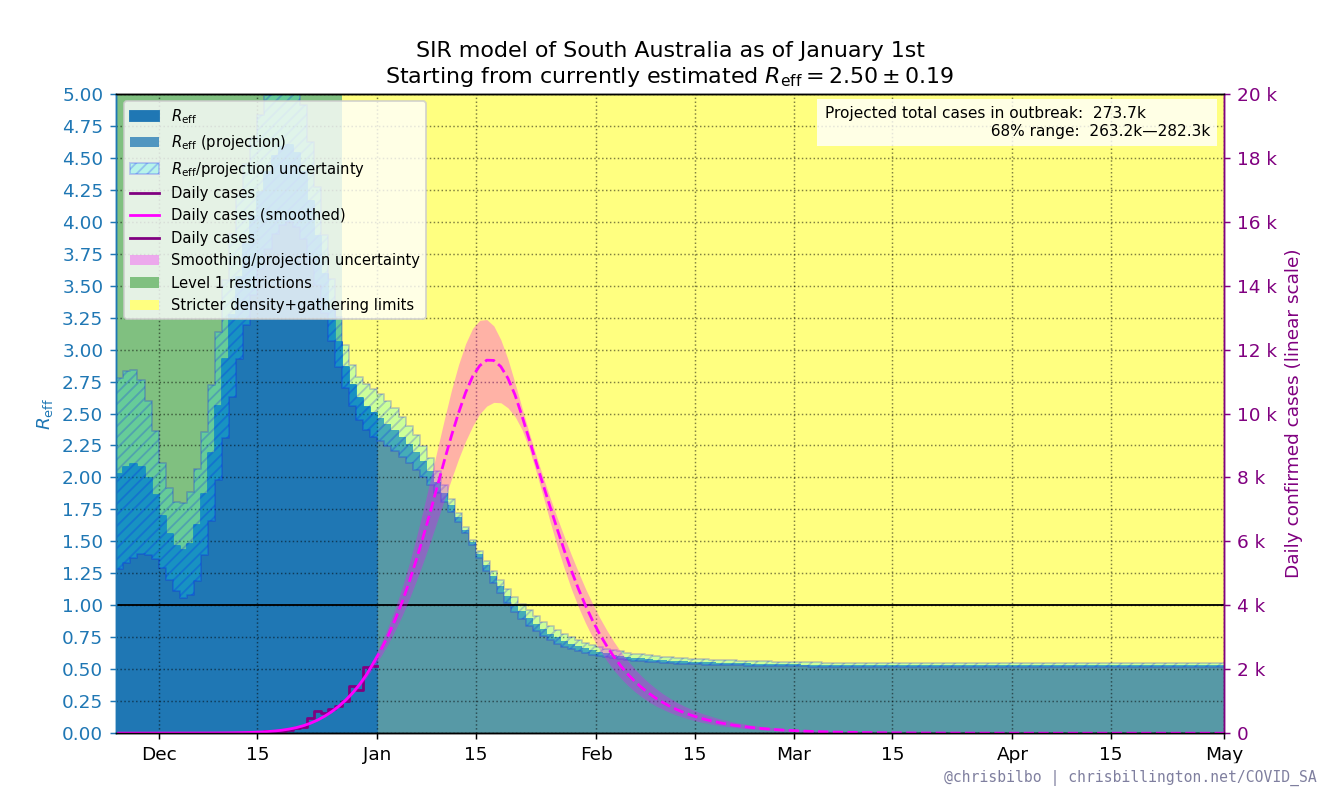 SIR model of South Australia as of January 1st
Starting from currently estimated Reff = 2.50 ± 0.19
5.00
4.75
4.50
4.25
4.00
3.75
3.50
3.25
3.00
2.75
2.50
2.25
2.00
1.75
1.50
1.25
1.00
0.75
0.50
0.25
0.00
Reff
Reff
Reff (projection)
Reff/projection uncertainty
Daily cases
Daily cases (smoothed)
Daily cases
Smoothing/projection uncertainty
Level 1 restrictions
Stricter density+gathering limits
Projected total cases in outbreak: 273.7k
68% range: 263.2k—282.3k
20 k
18 k
16 k
14 k
12 k
10 k
8 k
6 k
4 k
2 k
0
Daily confirmed cases (linear scale)
Dec 15 Jan 15 Feb 15 Mar 15 Apr 15 May
@chrisbilbo | chrisbillington.net/COVID_SA